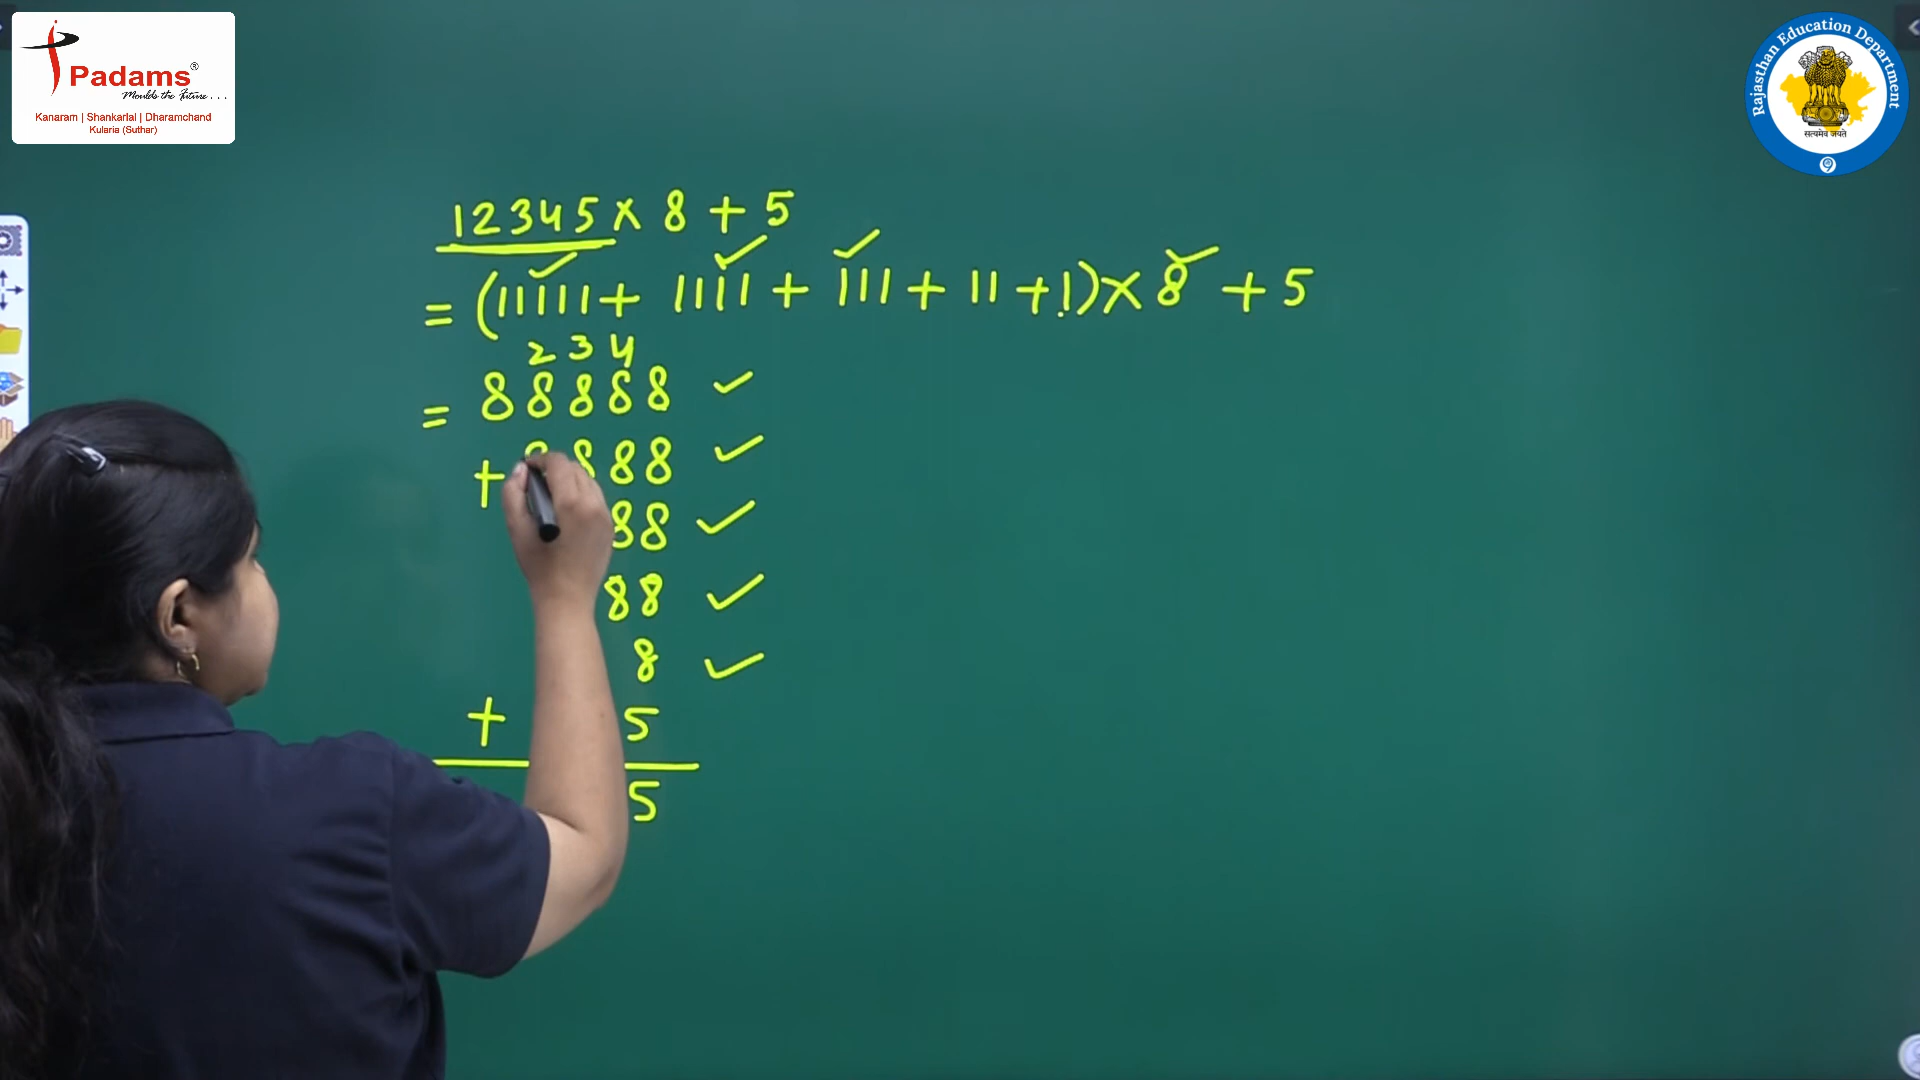 Padams®
Moulds the Future . . .
Kanaram | Shankarlal | Dharamchand
Kularia (Suthar)
Rajasthan Education Department
सत्यमेव जयते
12345 × 8 + 5
= (11111 + 1111 + 111 + 11 + 1) × 8 + 5
2 3 4
= 88888 ✓
+ 8888 ✓
88 ✓
88 ✓
8 ✓
+ 5
5